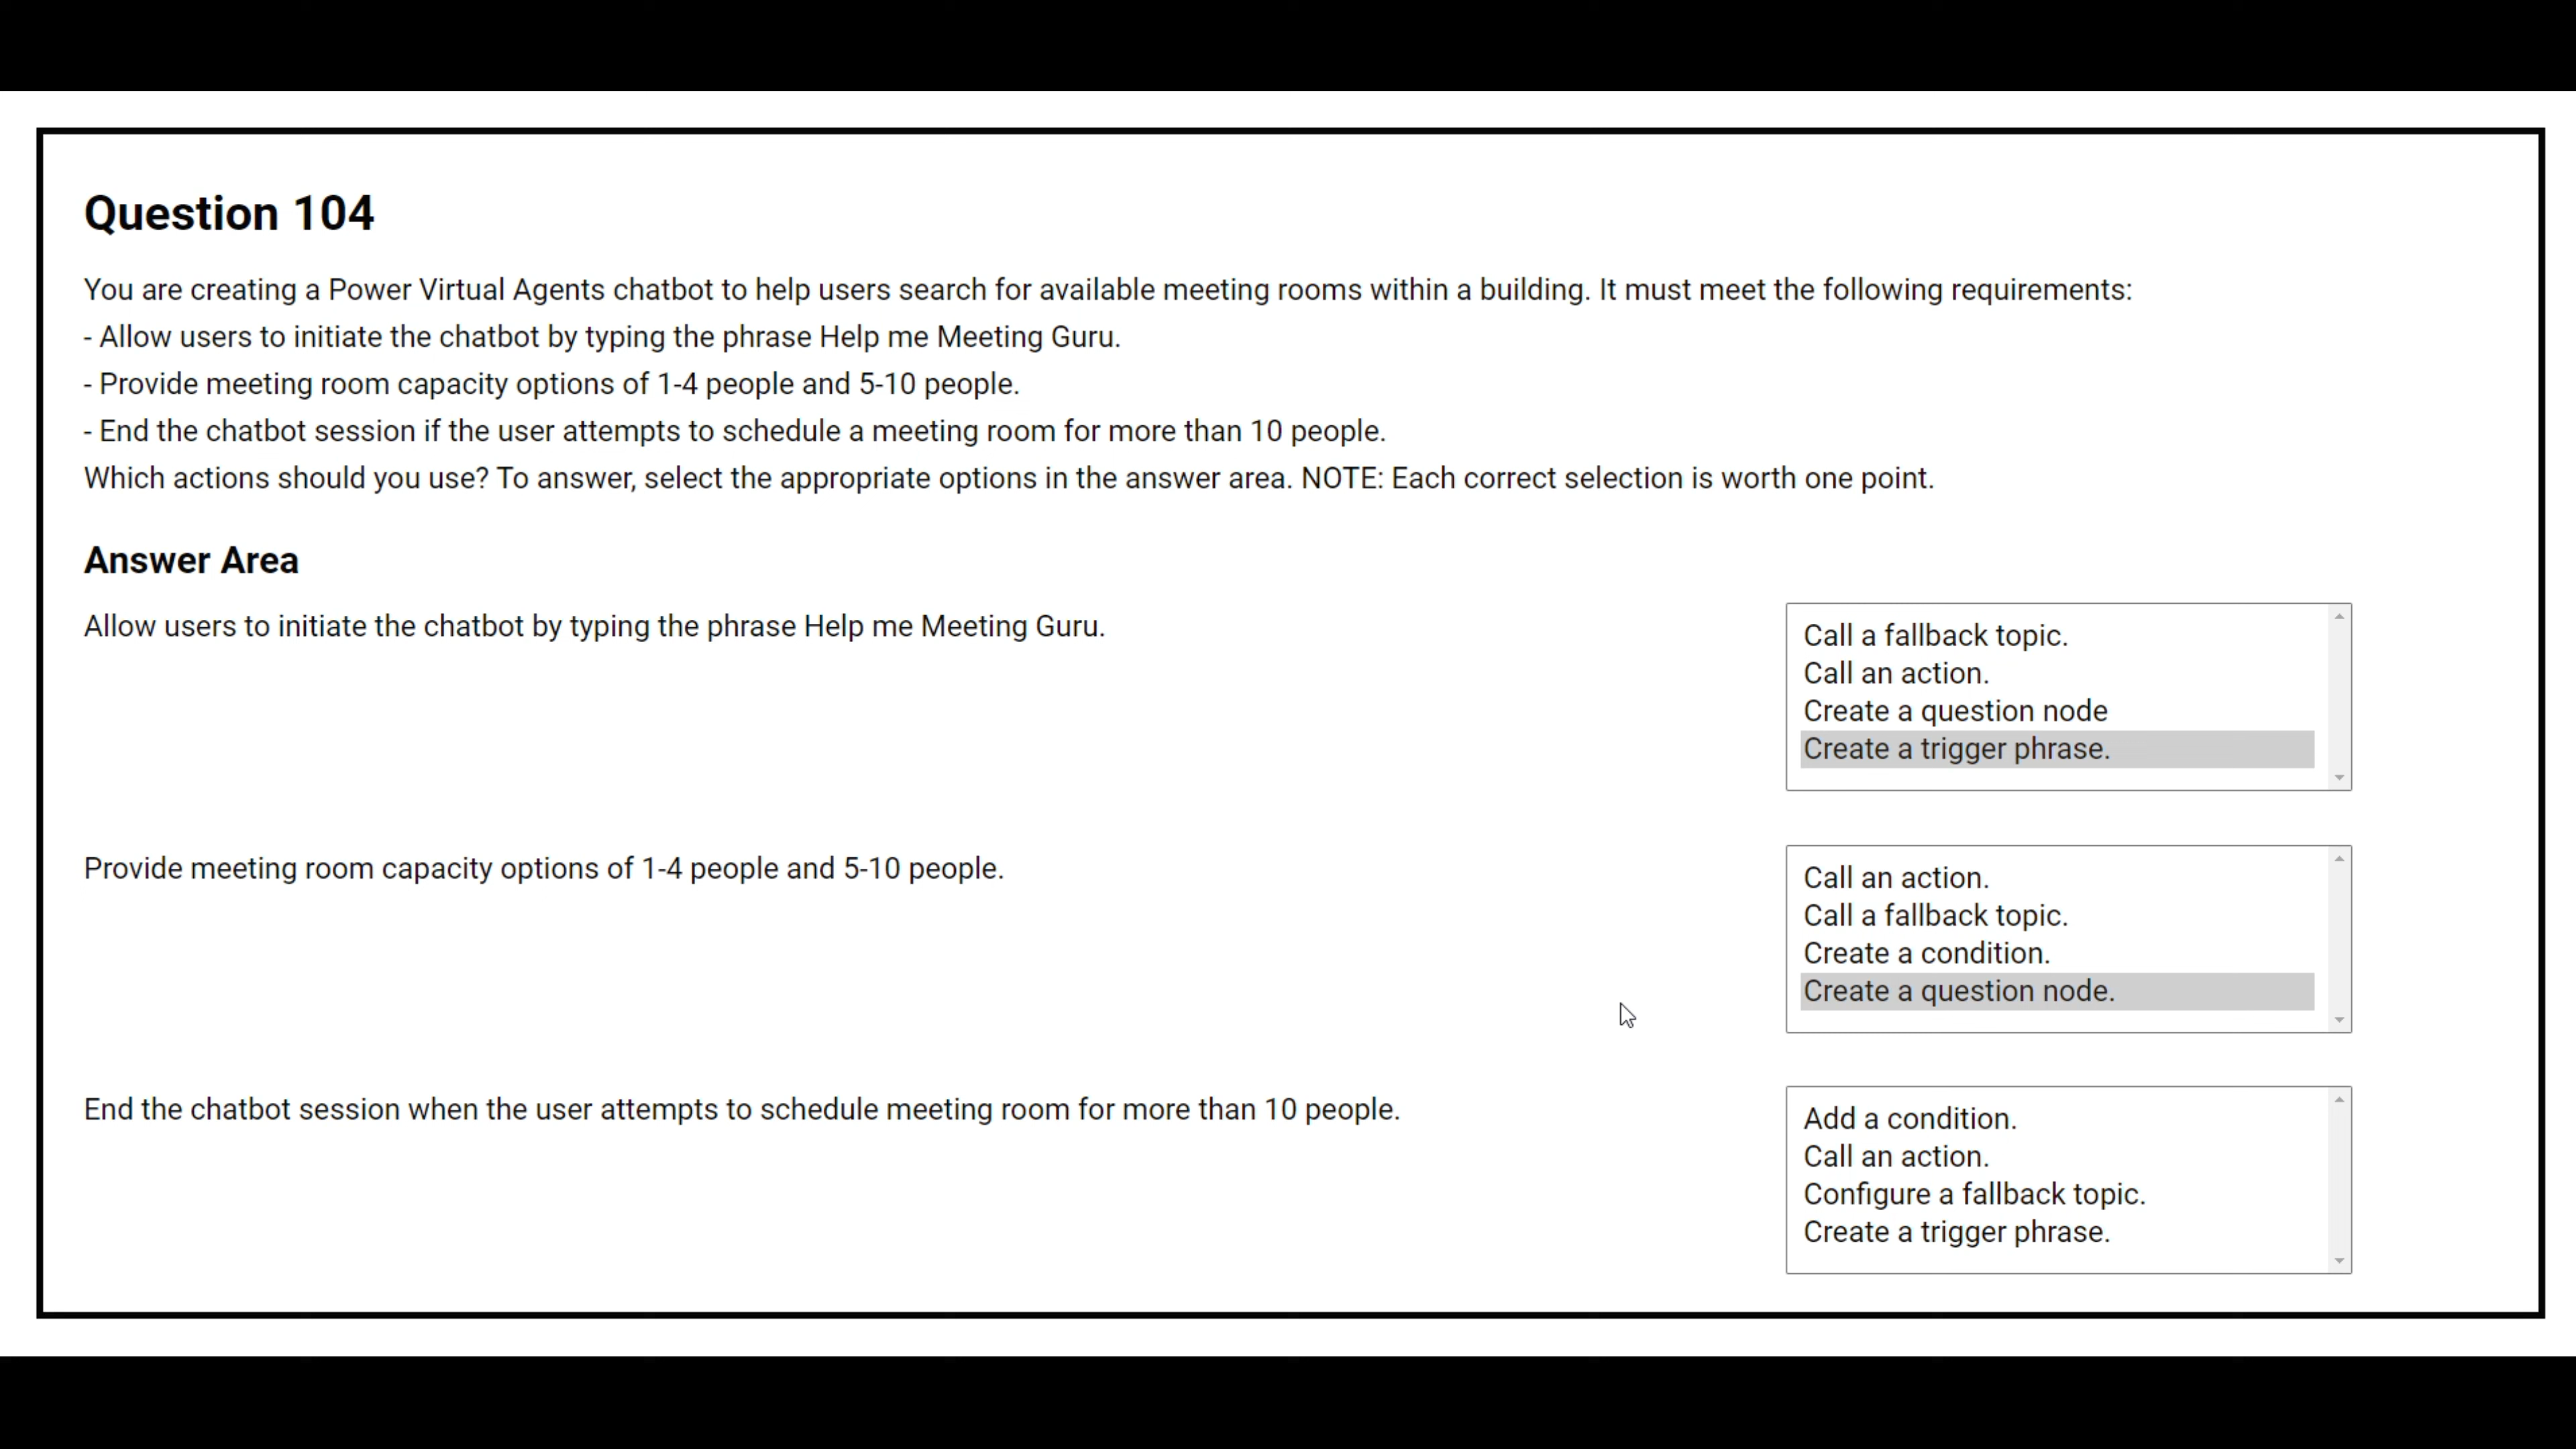 Question 104
You are creating a Power Virtual Agents chatbot to help users search for available meeting rooms within a building. It must meet the following requirements:
- Allow users to initiate the chatbot by typing the phrase Help me Meeting Guru.
- Provide meeting room capacity options of 1-4 people and 5-10 people.
- End the chatbot session if the user attempts to schedule a meeting room for more than 10 people.
Which actions should you use? To answer, select the appropriate options in the answer area. NOTE: Each correct selection is worth one point.
Answer Area
Allow users to initiate the chatbot by typing the phrase Help me Meeting Guru.
Call a fallback topic.
Call an action.
Create a question node
Create a trigger phrase.
Provide meeting room capacity options of 1-4 people and 5-10 people.
Call an action.
Call a fallback topic.
Create a condition.
Create a question node.
End the chatbot session when the user attempts to schedule meeting room for more than 10 people.
Add a condition.
Call an action.
Configure a fallback topic.
Create a trigger phrase.